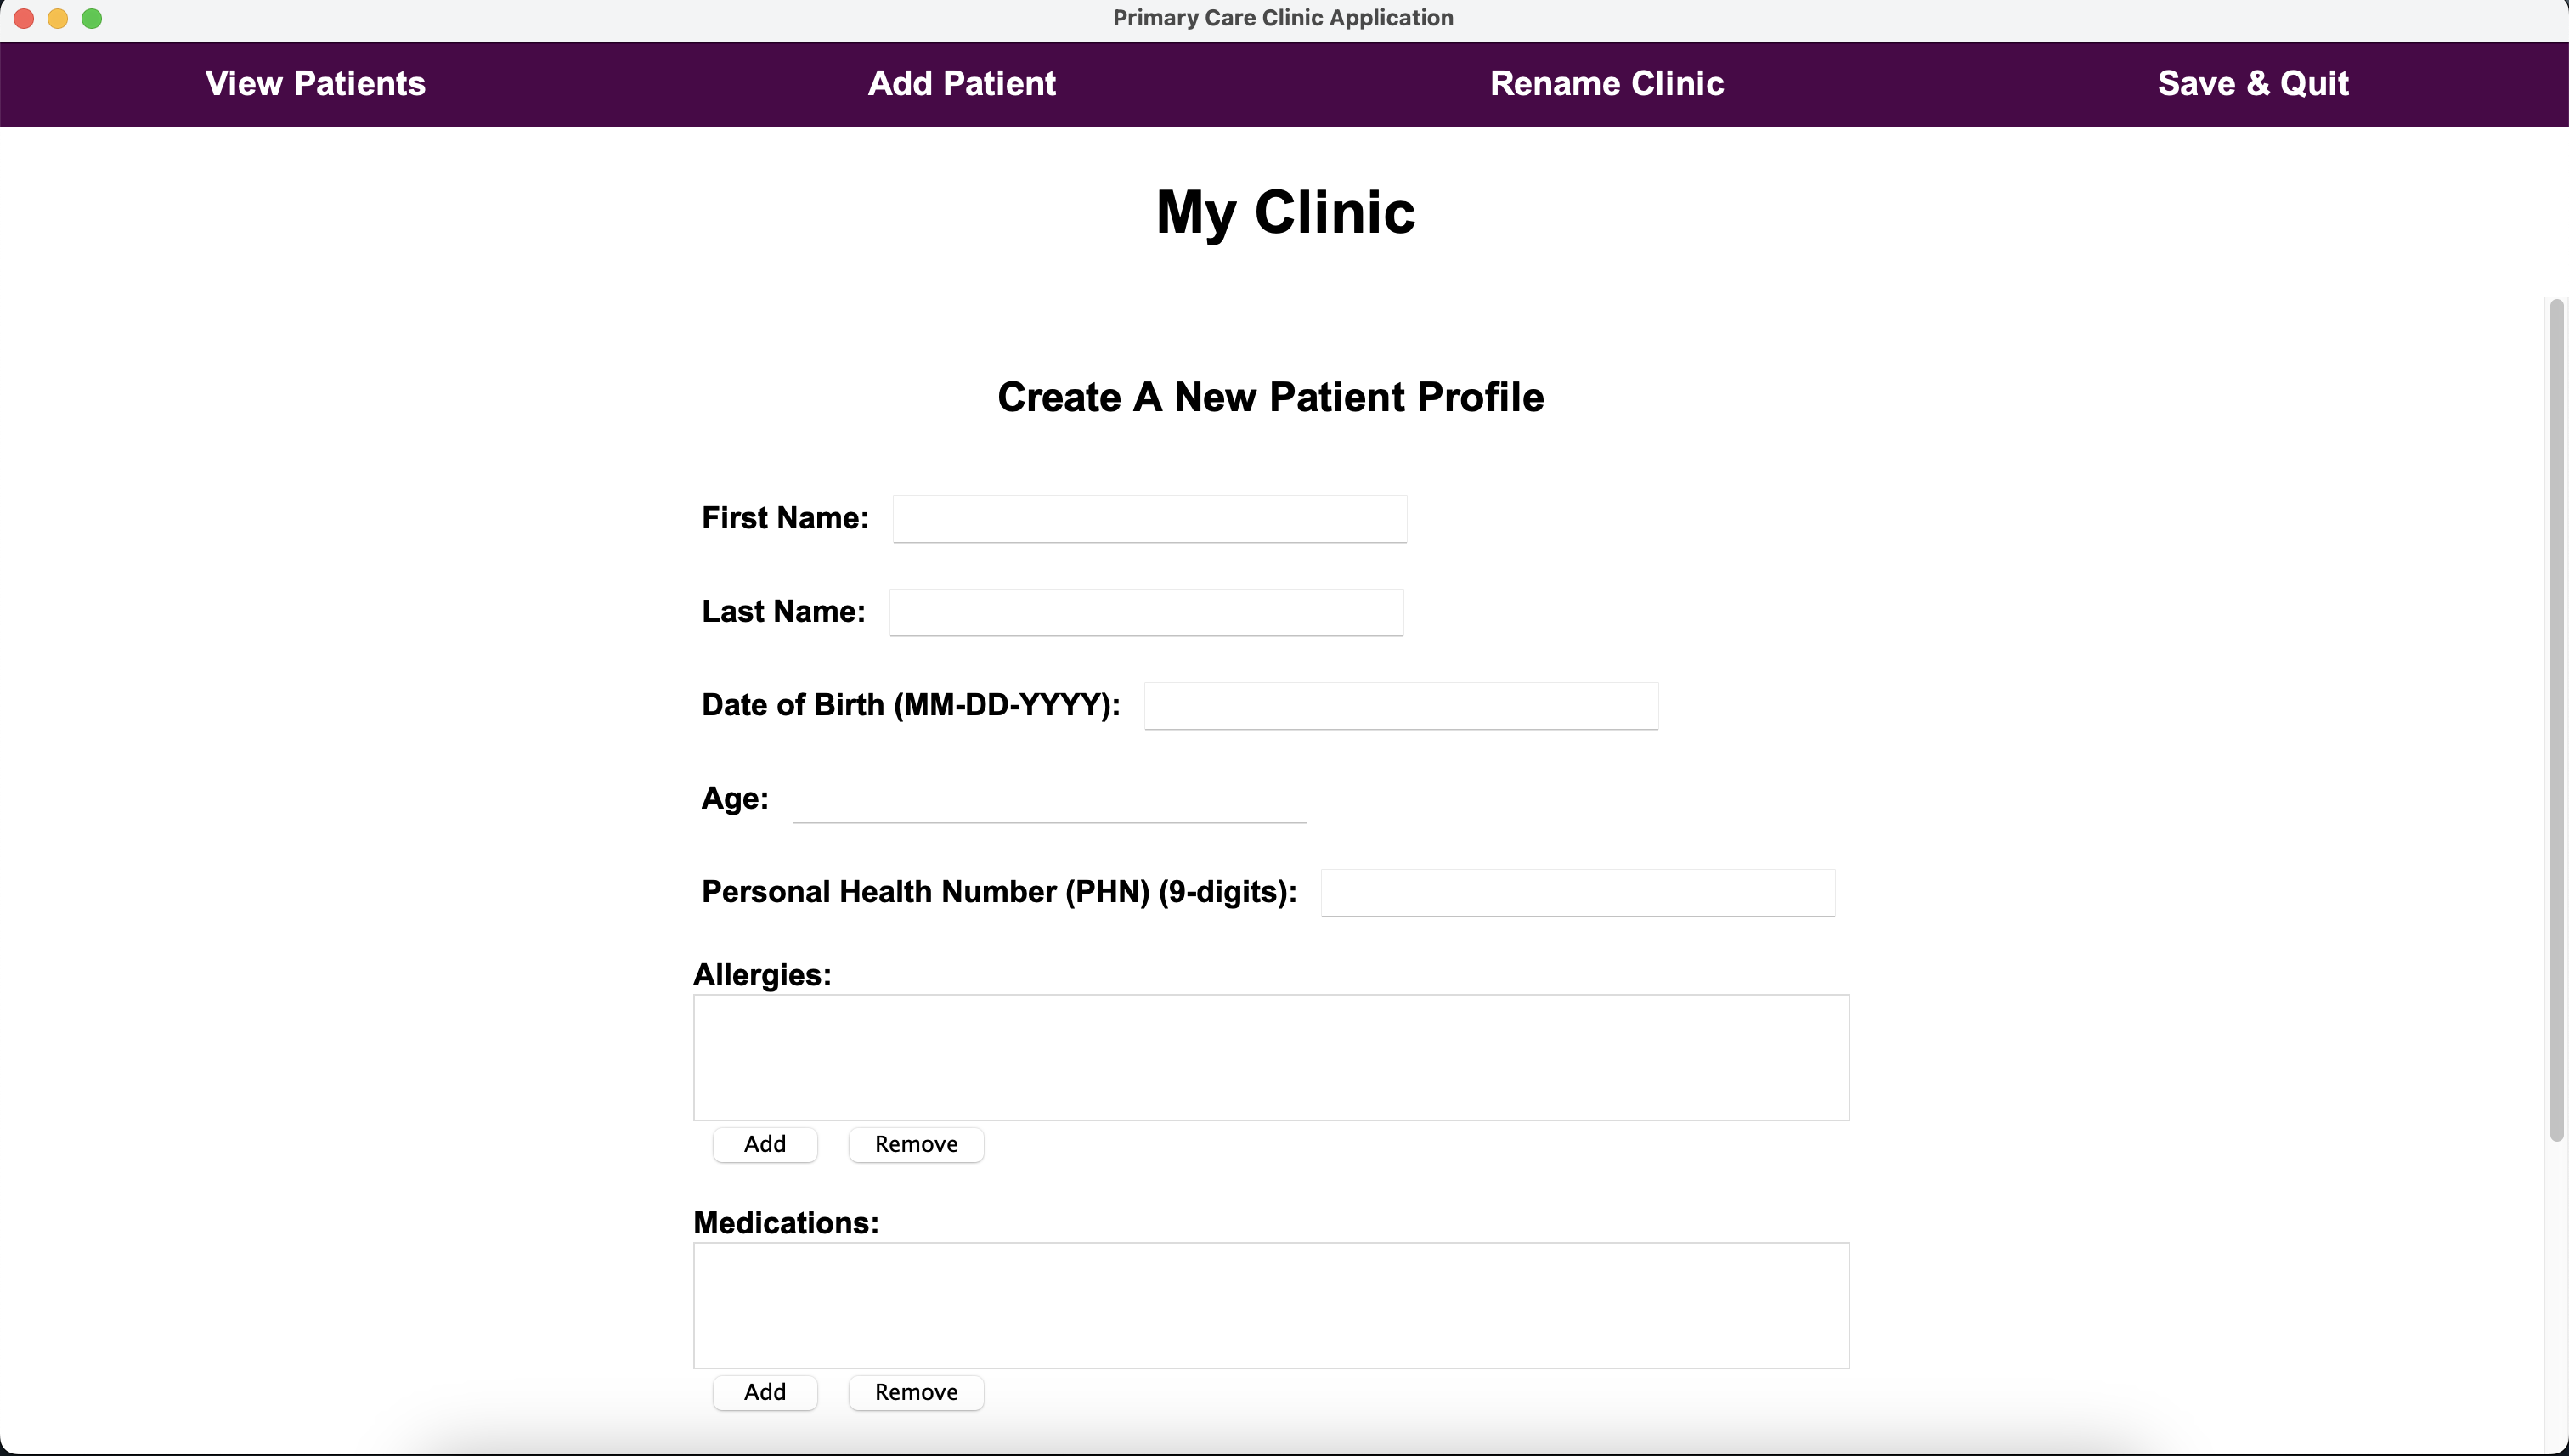 Primary Care Clinic Application
View Patients Add Patient Rename Clinic Save & Quit
My Clinic
Create A New Patient Profile
First Name:
Last Name:
Date of Birth (MM-DD-YYYY):
Age:
Personal Health Number (PHN) (9-digits):
Allergies:
Add Remove
Medications:
Add Remove